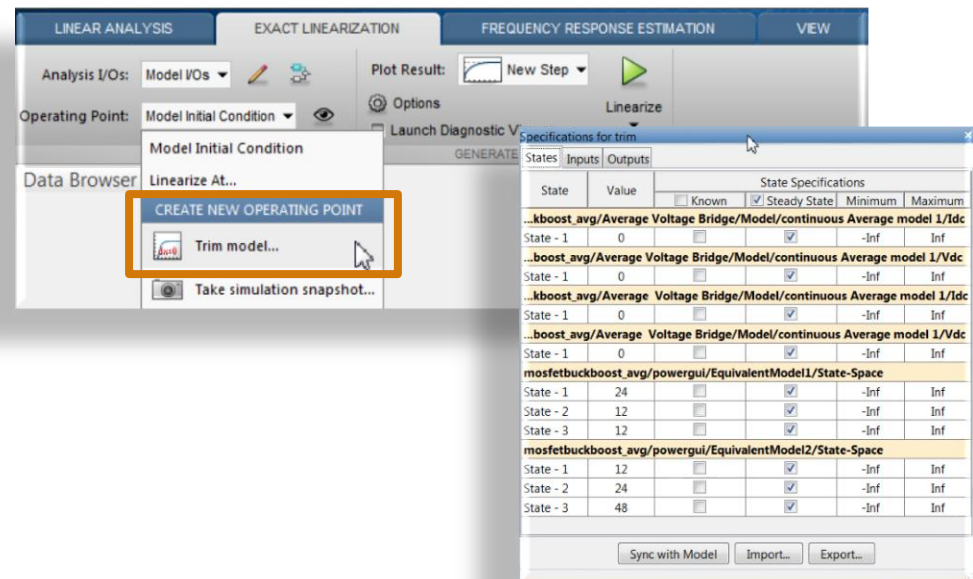 LINEAR ANALYSIS EXACT LINEARIZATION FREQUENCY RESPONSE ESTIMATION VIEW
Analysis I/Os: Model I/Os Plot Result: New Step
Options
Operating Point: Model Initial Condition Linearize
Launch Diagnostic
GENERATE
Model Initial Condition
Data Browser
Linearize At...
CREATE NEW OPERATING POINT
dx=0
Trim model...
Take simulation snapshot...
Specifications for trim
States Inputs Outputs
State Value State Specifications
Known Steady State Minimum Maximum
...kboost_avg/Average Voltage Bridge/Model/continuous Average model 1/Idc
State - 1 0 -Inf Inf
...boost_avg/Average Voltage Bridge/Model/continuous Average model 1/Vdc
State - 1 0 -Inf Inf
...kboost_avg/Average Voltage Bridge/Model/continuous Average model 1/Idc
State - 1 0 -Inf Inf
...boost_avg/Average Voltage Bridge/Model/continuous Average model 1/Vdc
State - 1 0 -Inf Inf
mosfetbuckboost_avg/powergui/EquivalentModel1/State-Space
State - 1 24 -Inf Inf
State - 2 12 -Inf Inf
State - 3 12 -Inf Inf
mosfetbuckboost_avg/powergui/EquivalentModel2/State-Space
State - 1 12 -Inf Inf
State - 2 24 -Inf Inf
State - 3 48 -Inf Inf
Sync with Model Import... Export...